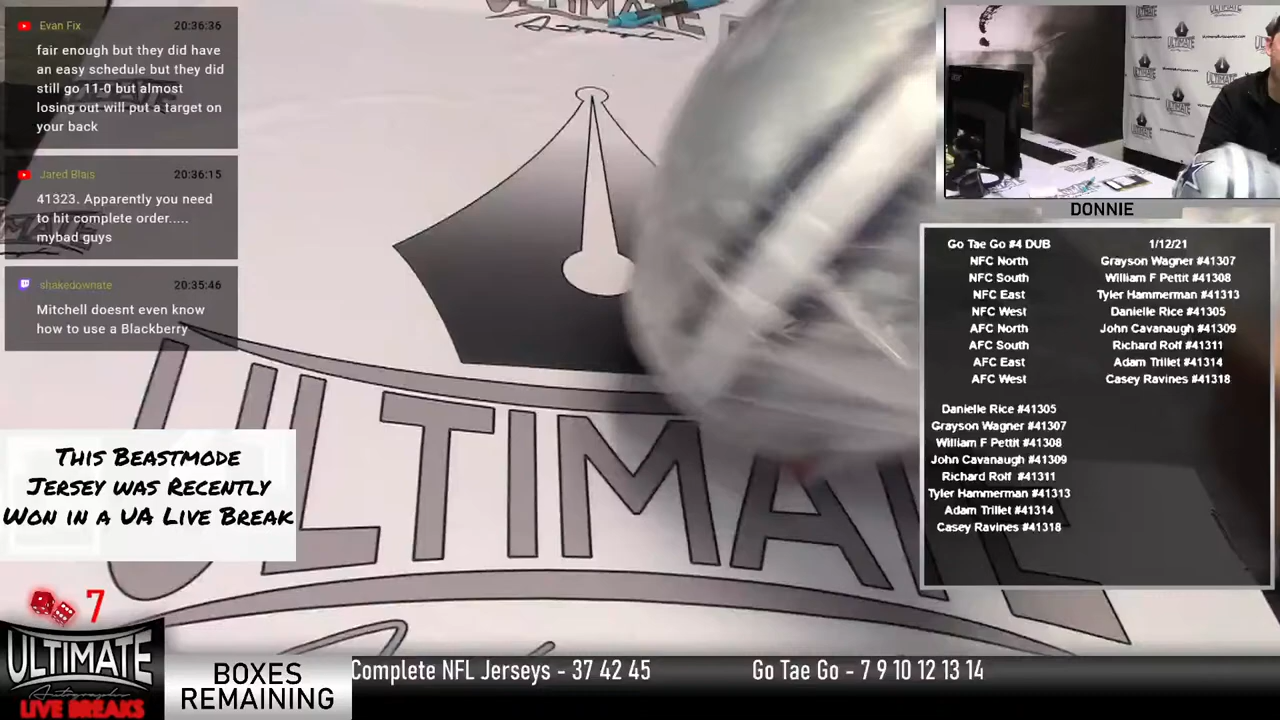 Evan Fix 20:36:36
fair enough but they did have
an easy schedule but they did
still go 11-0 but almost
losing out will put a target on
your back
Jared Blais 20:36:15
41323. Apparently you need
to hit complete order.....
mybad guys
shakedownate 20:35:46
Mitchell doesnt even know
how to use a Blackberry
THIS BEASTMODE
JERSEY WAS RECENTLY
WON IN A UA LIVE BREAK
7
ULTIMATE
Autographs
LIVE BREAKS
BOXES
REMAINING
Complete NFL Jerseys - 37 42 45
Go Tae Go - 7 9 10 12 13 14
ULTIMATE
ULTIMATE
DONNIE
Go Tae Go #4 DUB 1/12/21
NFC North Grayson Wagner #41307
NFC South William F Pettit #41308
NFC East Tyler Hammerman #41313
NFC West Danielle Rice #41305
AFC North John Cavanaugh #41309
AFC South Richard Rolf #41311
AFC East Adam Trillet #41314
AFC West Casey Ravines #41318
Danielle Rice #41305
Grayson Wagner #41307
William F Pettit #41308
John Cavanaugh #41309
Richard Rolf #41311
Tyler Hammerman #41313
Adam Trillet #41314
Casey Ravines #41318